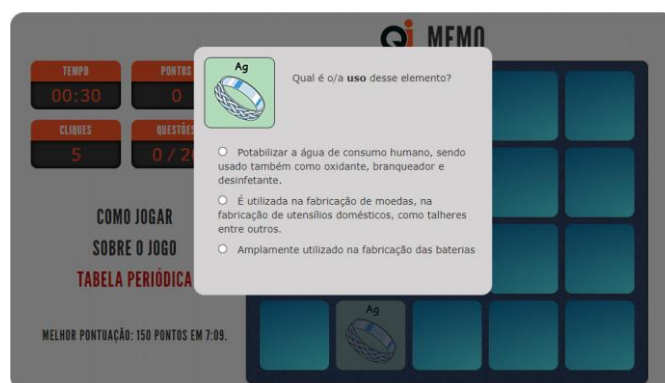 Qi MEMO
TEMPO
PONTOS
00:30
0
CLIQUES
QUESTÕES
5
0 / 20
COMO JOGAR
SOBRE O JOGO
TABELA PERIÓDICA
MELHOR PONTUAÇÃO: 150 PONTOS EM 7:09.
Ag
Qual é o/a uso desse elemento?
Potabilizar a água de consumo humano, sendo
usado também como oxidante, branqueador e
desinfetante.
É utilizada na fabricação de moedas, na
fabricação de utensílios domésticos, como talheres
entre outros.
Amplamente utilizado na fabricação das baterias
Ag